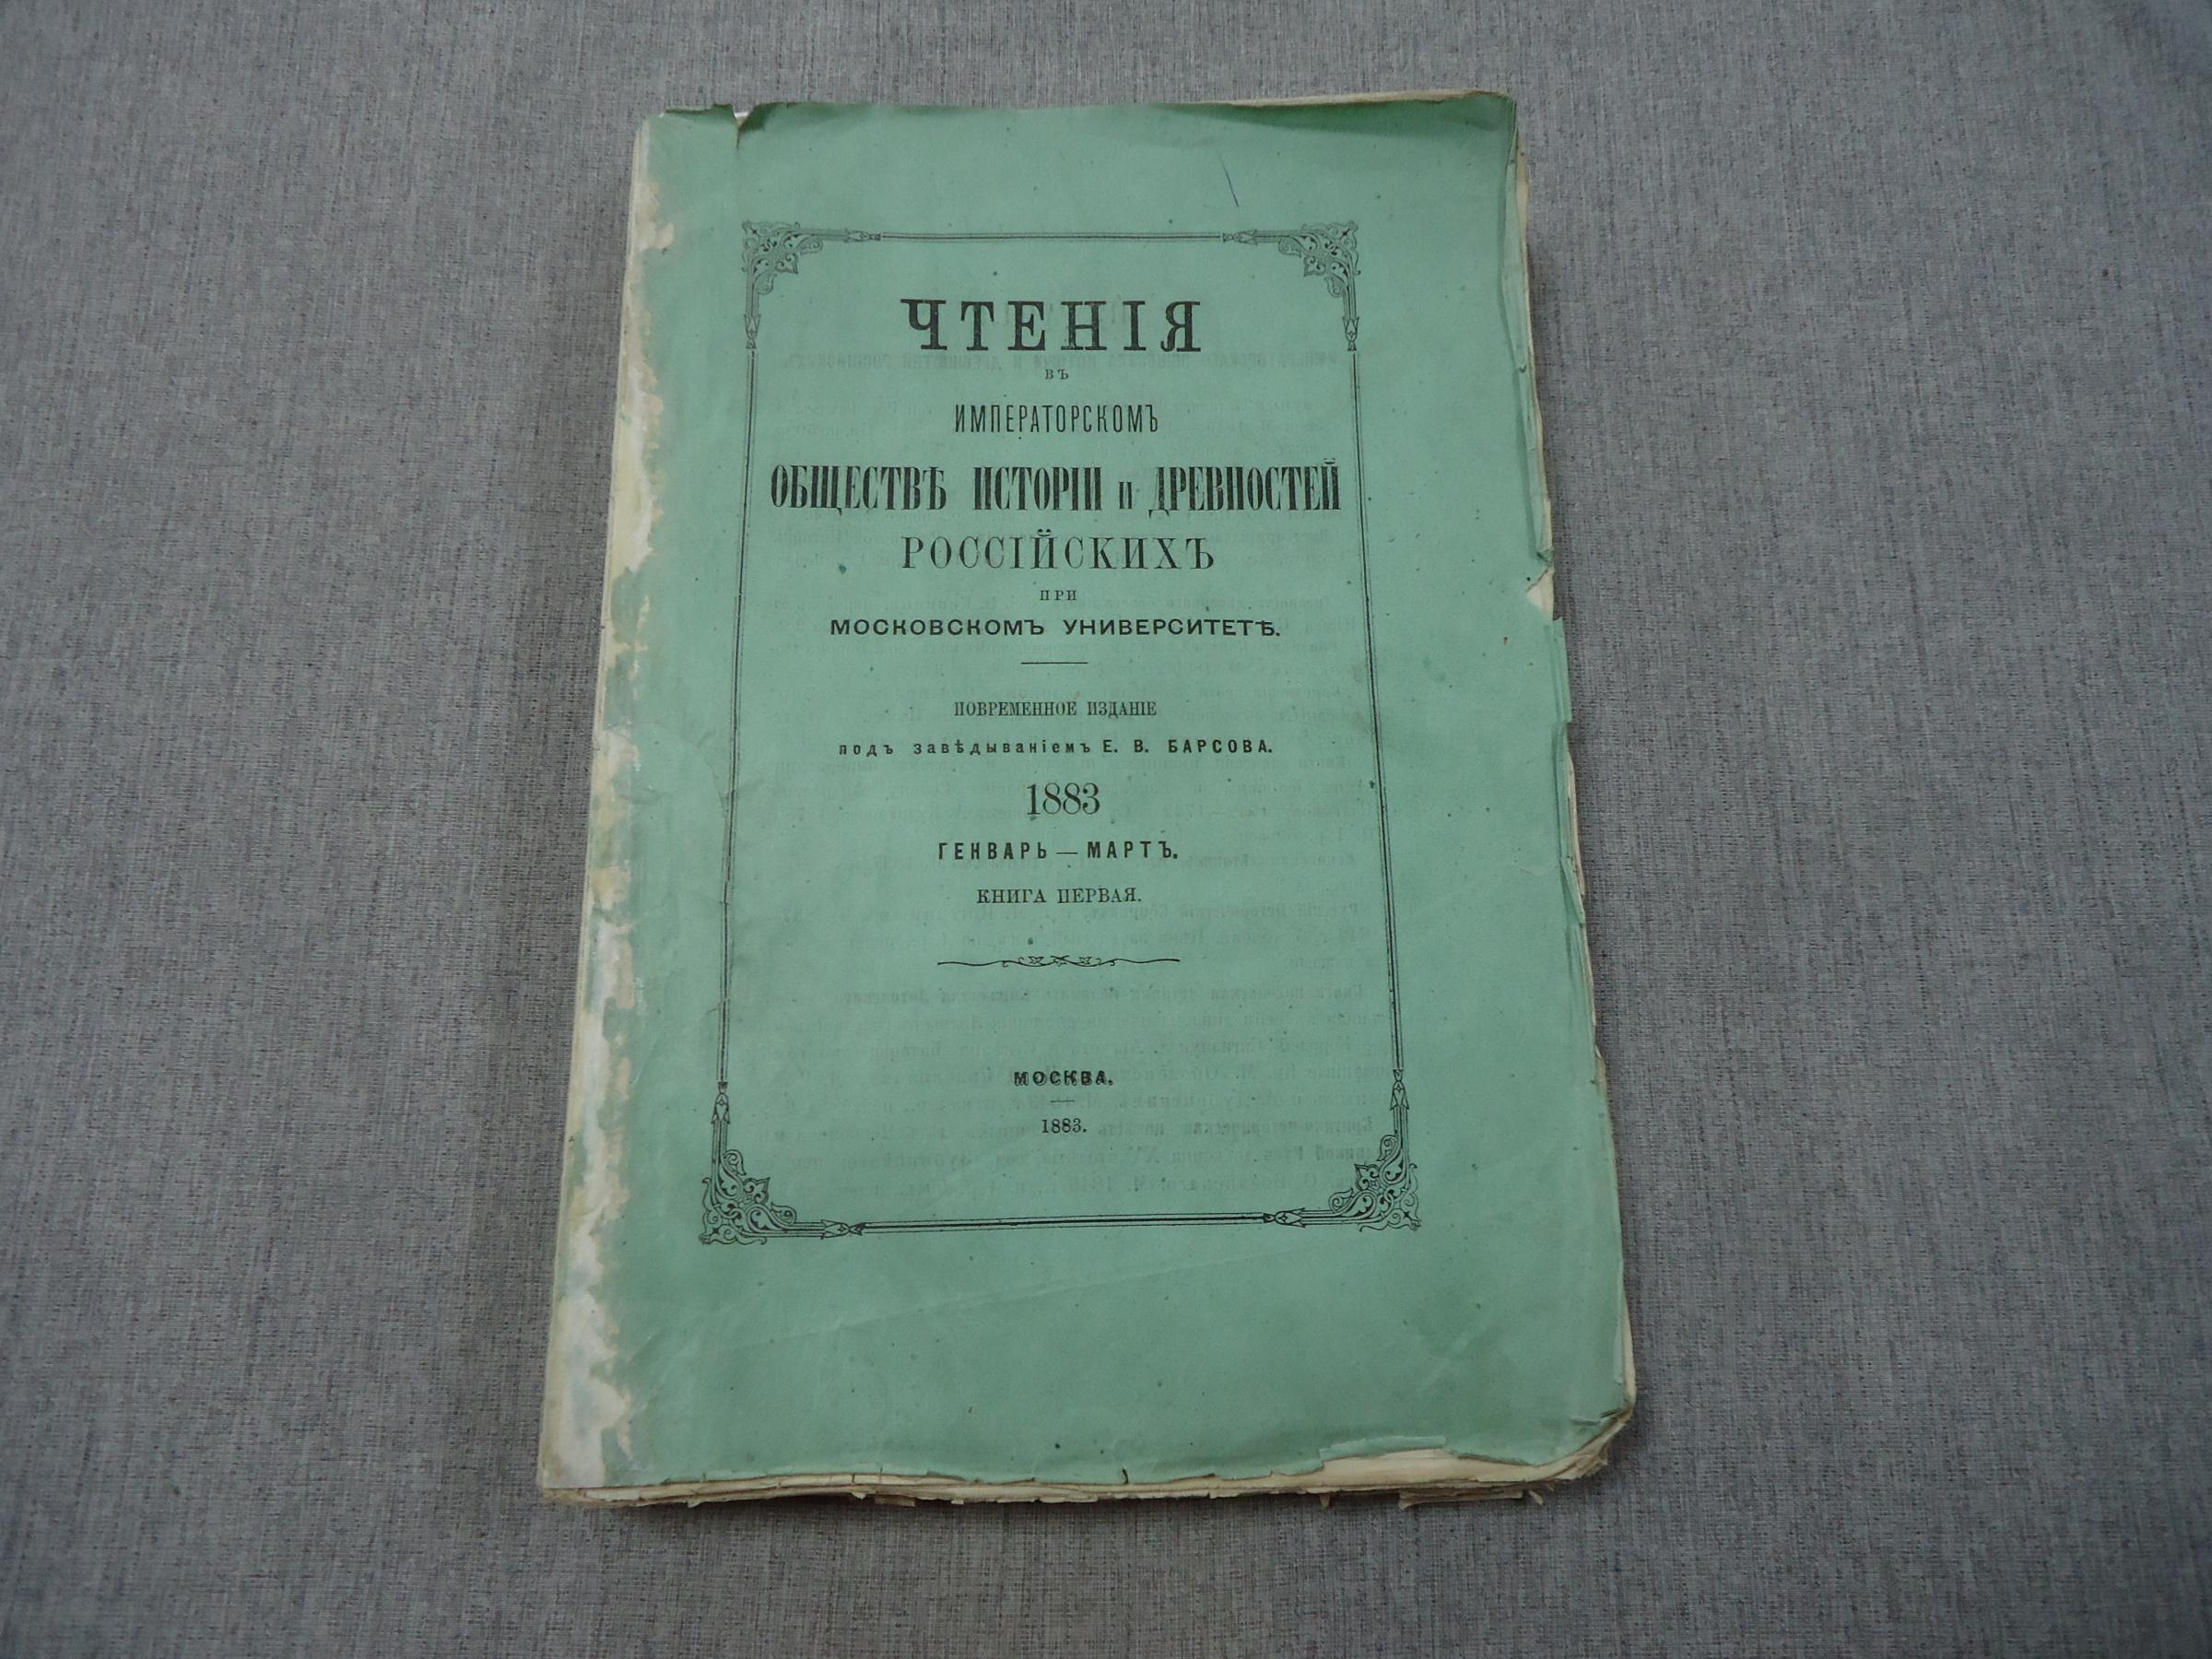 ЧТЕНІЯ
ВЪ
ИМПЕРАТОРСКОМЪ
ОБЩЕСТВѢ ИСТОРІИ И ДРЕВНОСТЕЙ
РОССІЙСКИХЪ
ПРИ
МОСКОВСКОМЪ УНИВЕРСИТЕТѢ.
ПОВРЕМЕННОЕ ИЗДАНІЕ
подъ завѣдываніемъ Е. В. БАРСОВА.
1883
ГЕНВАРЬ — МАРТЪ.
КНИГА ПЕРВАЯ.
МОСКВА.
1883.